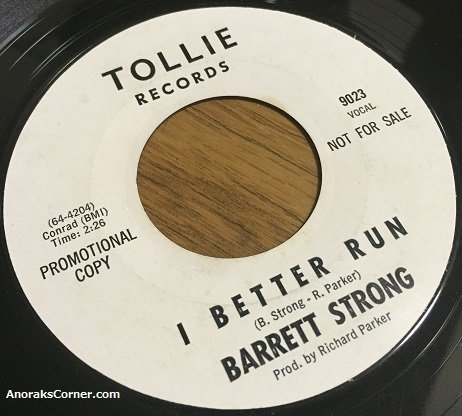 TOLLIE
RECORDS
9023
VOCAL
NOT FOR SALE
(64-4204)
Conrad (BMI)
Time: 2:26
PROMOTIONAL
COPY
I BETTER RUN
(B. Strong - R. Parker)
BARRETT STRONG
Prod. by Richard Parker
AnoraksCorner.com